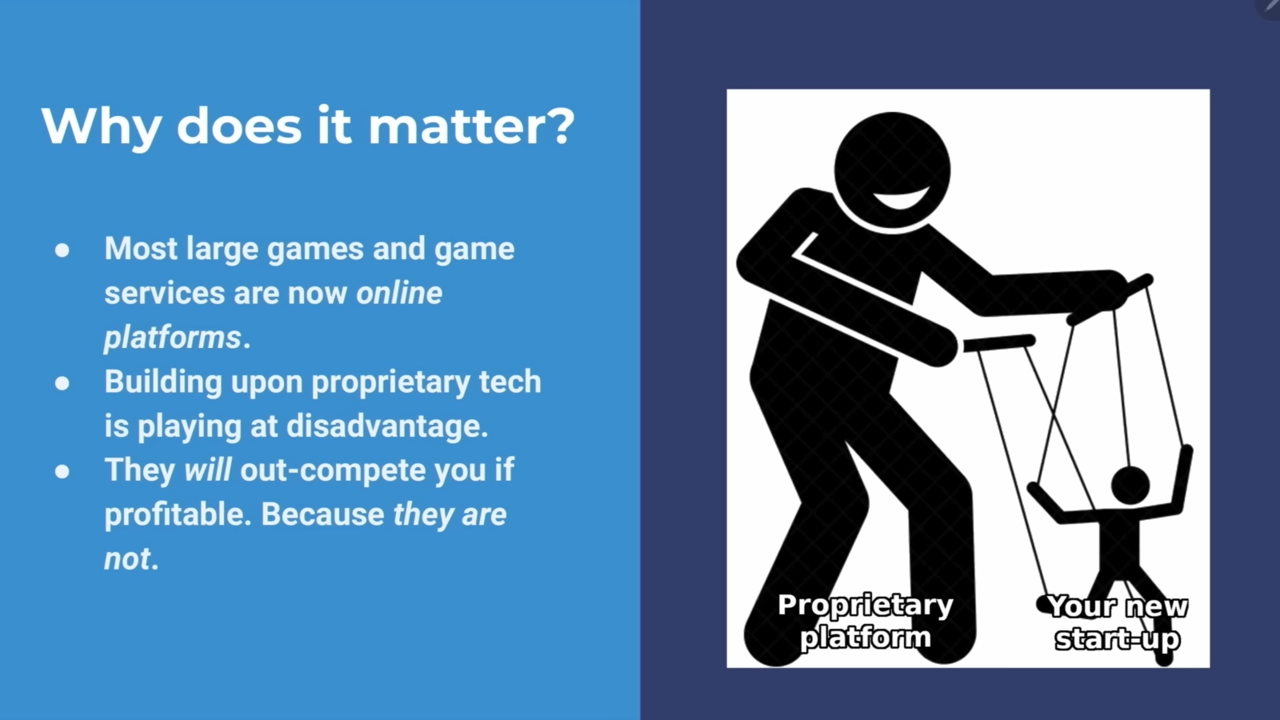 Why does it matter?
● Most large games and game
services are now online
platforms.
● Building upon proprietary tech
is playing at disadvantage.
● They will out-compete you if
profitable. Because they are
not.
Proprietary
platform
Your new
start-up